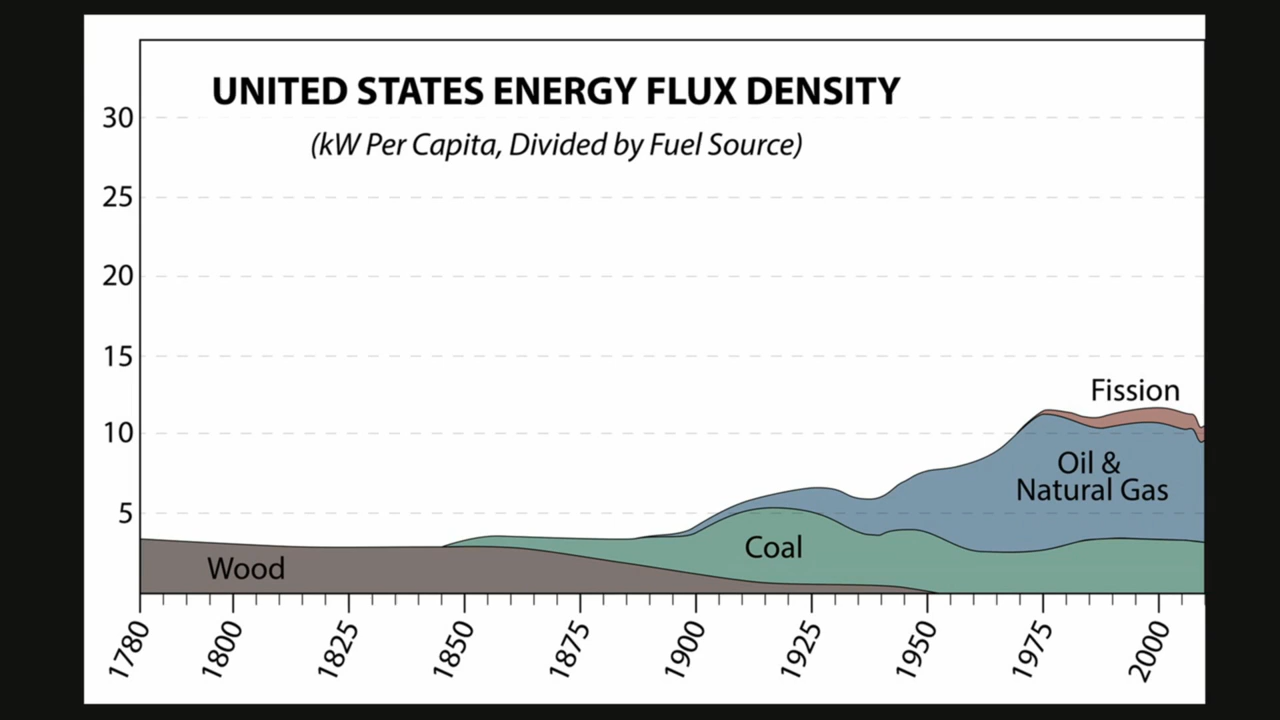 UNITED STATES ENERGY FLUX DENSITY
(kW Per Capita, Divided by Fuel Source)
30
25
20
15
10
5
Fission
Oil &
Natural Gas
Coal
Wood
1780
1800
1825
1850
1875
1900
1925
1950
1975
2000